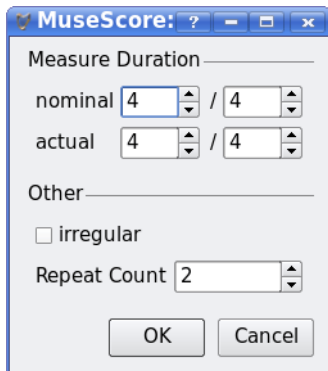 MuseScore: ?
Measure Duration
nominal 4 / 4
actual 4 / 4
Other
irregular
Repeat Count 2
OK Cancel